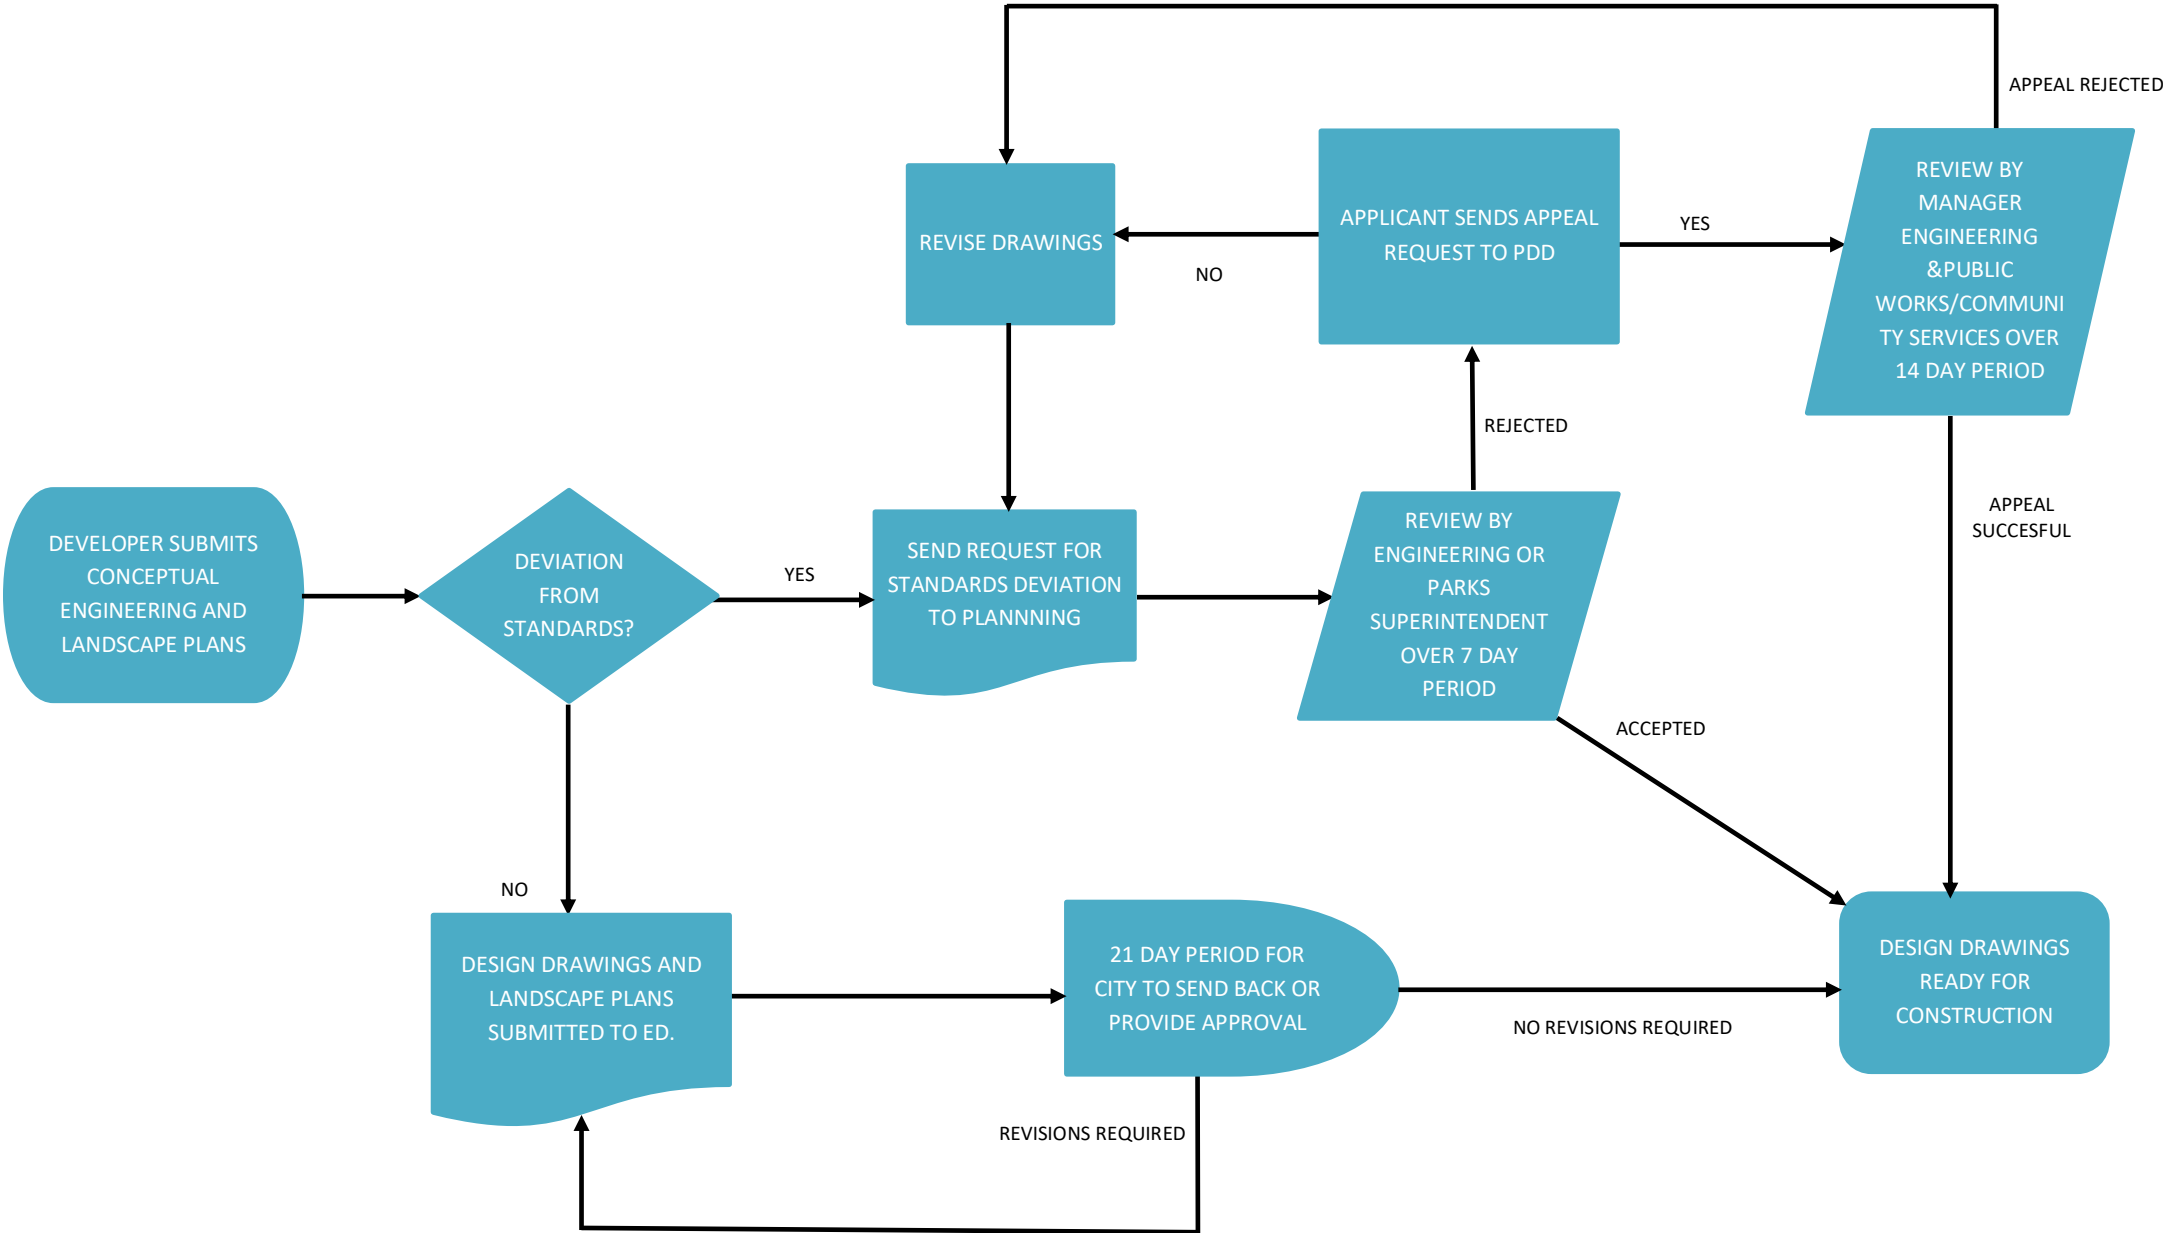 APPEAL REJECTED
REVISE DRAWINGS
NO
APPLICANT SENDS APPEAL
REQUEST TO PDD
YES
REVIEW BY
MANAGER
ENGINEERING
&PUBLIC
WORKS/COMMUNI
TY SERVICES OVER
14 DAY PERIOD
REJECTED
APPEAL
SUCCESFUL
DEVELOPER SUBMITS
CONCEPTUAL
ENGINEERING AND
LANDSCAPE PLANS
DEVIATION
FROM
STANDARDS?
YES
SEND REQUEST FOR
STANDARDS DEVIATION
TO PLANNNING
REVIEW BY
ENGINEERING OR
PARKS
SUPERINTENDENT
OVER 7 DAY
PERIOD
ACCEPTED
NO
DESIGN DRAWINGS AND
LANDSCAPE PLANS
SUBMITTED TO ED.
21 DAY PERIOD FOR
CITY TO SEND BACK OR
PROVIDE APPROVAL
NO REVISIONS REQUIRED
DESIGN DRAWINGS
READY FOR
CONSTRUCTION
REVISIONS REQUIRED